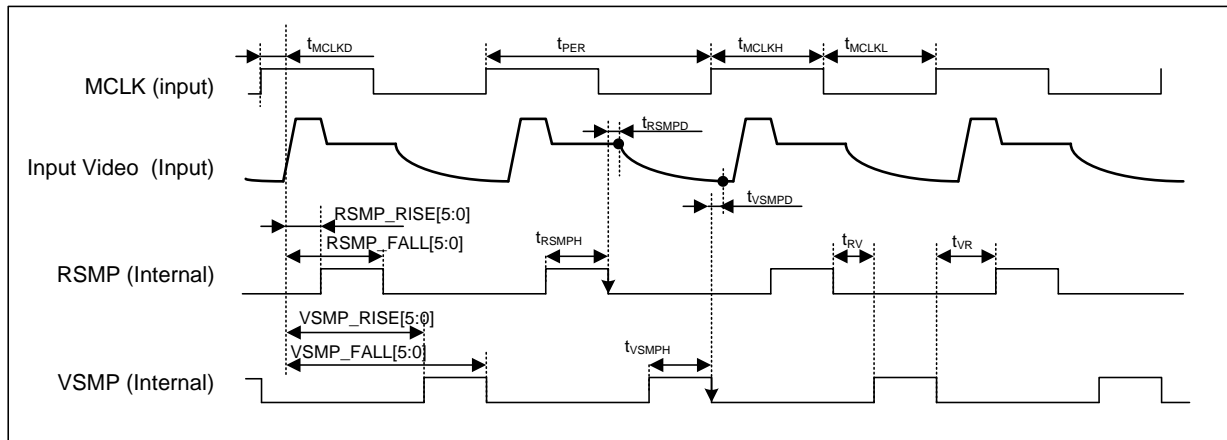 tMCLKD
tPER
tMCLKH
tMCLKL
MCLK (input)
tRSMPD
Input Video (Input)
tVSMPD
RSMP_RISE[5:0]
RSMP_FALL[5:0]
tRSMPH
tRV
tVR
RSMP (Internal)
VSMP_RISE[5:0]
VSMP_FALL[5:0]
tVSMPH
VSMP (Internal)